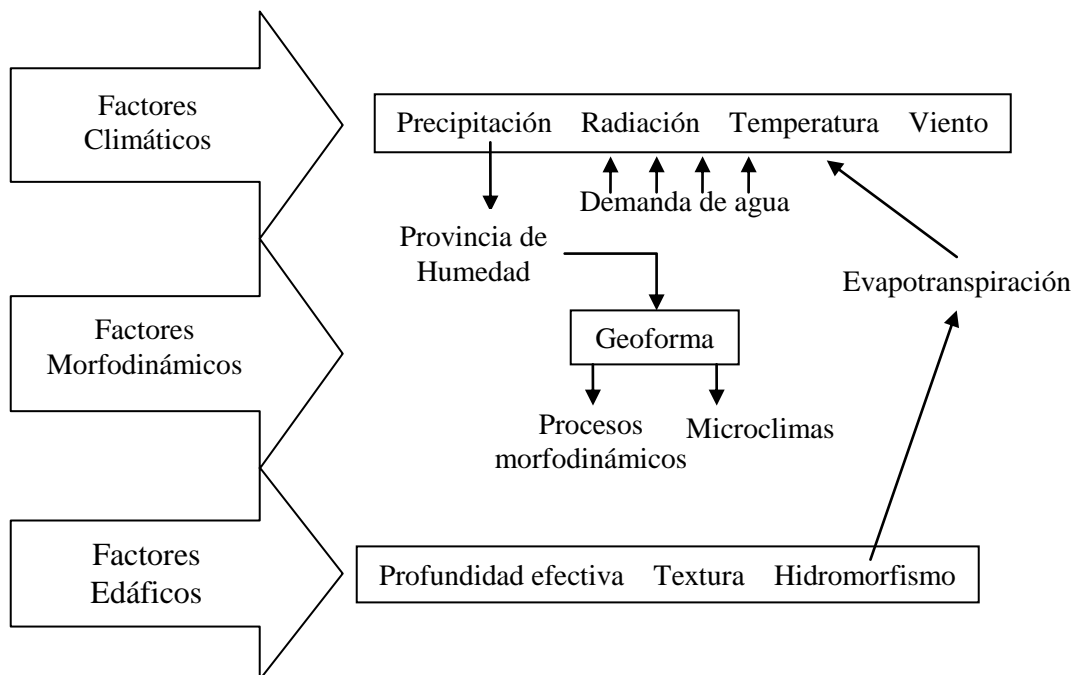 Factores
Climáticos
Precipitación Radiación Temperatura Viento
Demanda de agua
Provincia de
Humedad
Evapotranspiración
Factores
Morfodinámicos
Geoforma
Procesos
morfodinámicos
Microclimas
Factores
Edáficos
Profundidad efectiva Textura Hidromorfismo